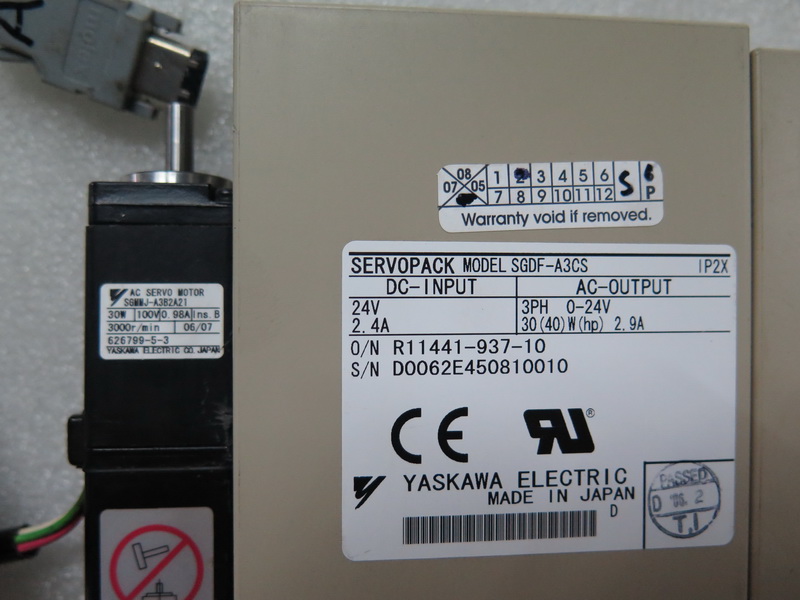 A
08
07 05
1 2 3 4 5 6
7 8 9 10 11 12
S 6
P
Warranty void if removed.
SERVOPACK MODEL SGDF-A3CS IP2X
DC-INPUT AC-OUTPUT
24V 3PH 0-24V
2.4A 30(40)W(hp) 2.9A
O/N R11441-937-10
S/N D0062E450810010
CE RU®
YASKAWA ELECTRIC
MADE IN JAPAN
D
PASSED
D '06. 2
T.I
AC SERVO MOTOR
SGMMJ-A3B2A21
30W 100V 0.98A Ins. B
3000r/min 06/07
626799-5-3
YASKAWA ELECTRIC CO. JAPAN